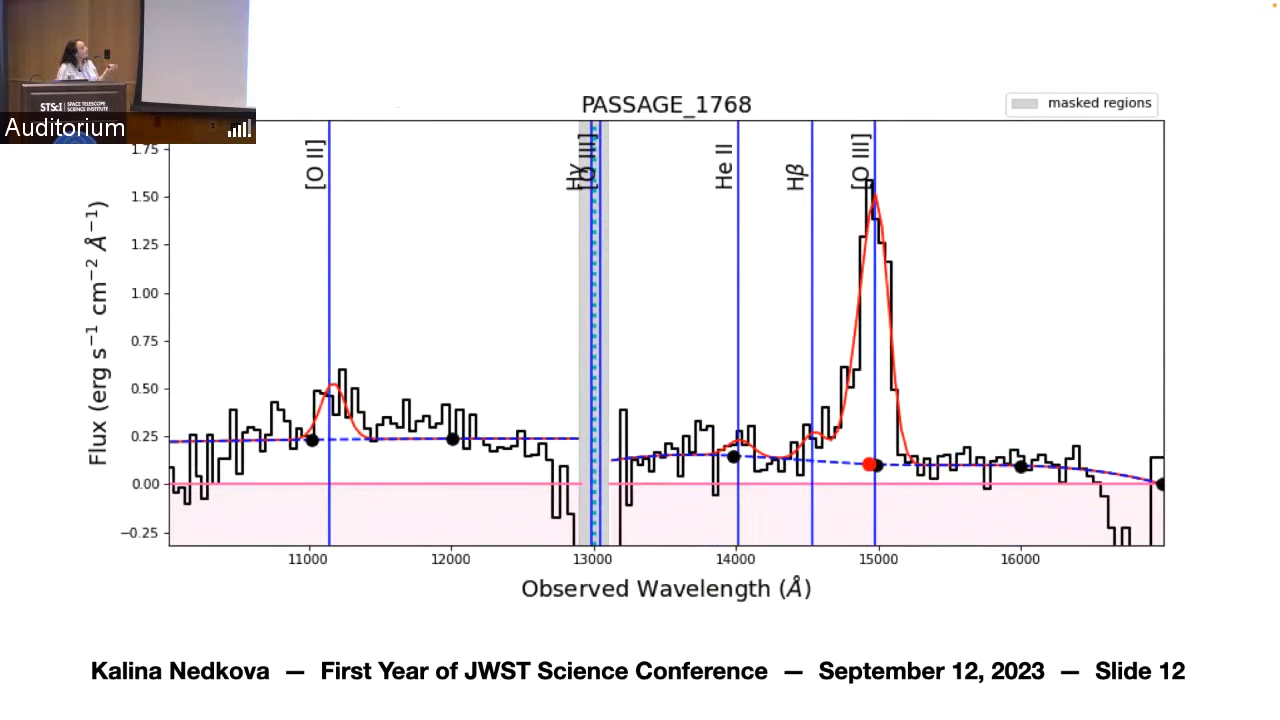 STScI | SPACE TELESCOPE SCIENCE INSTITUTE
Auditorium
PASSAGE_1768
masked regions
[O II]
Hγ
[O III]
He II
Hβ
[O III]
1.75
1.50
1.25
1.00
0.75
0.50
0.25
0.00
−0.25
Flux (erg s⁻¹ cm⁻² Å⁻¹)
11000 12000 13000 14000 15000 16000
Observed Wavelength (Å)
Kalina Nedkova — First Year of JWST Science Conference — September 12, 2023 — Slide 12